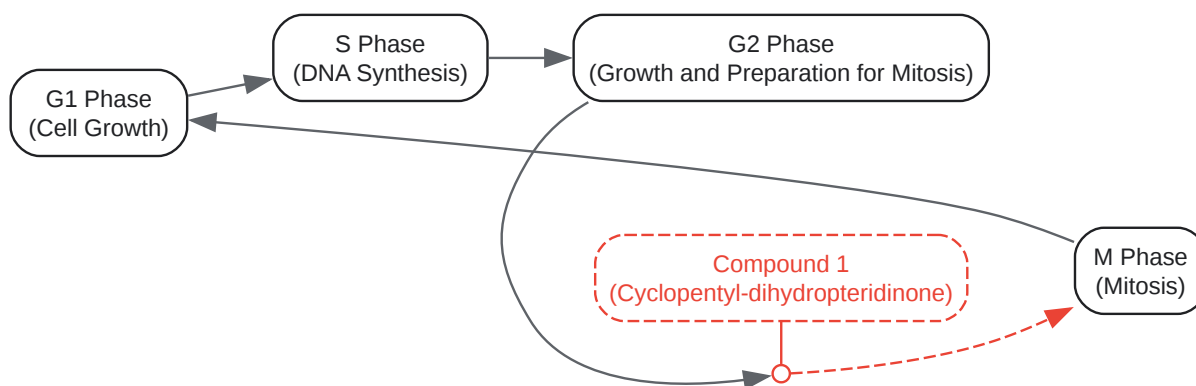 G1 Phase
(Cell Growth)
S Phase
(DNA Synthesis)
G2 Phase
(Growth and Preparation for Mitosis)
Compound 1
(Cyclopentyl-dihydropteridinone)
M Phase
(Mitosis)